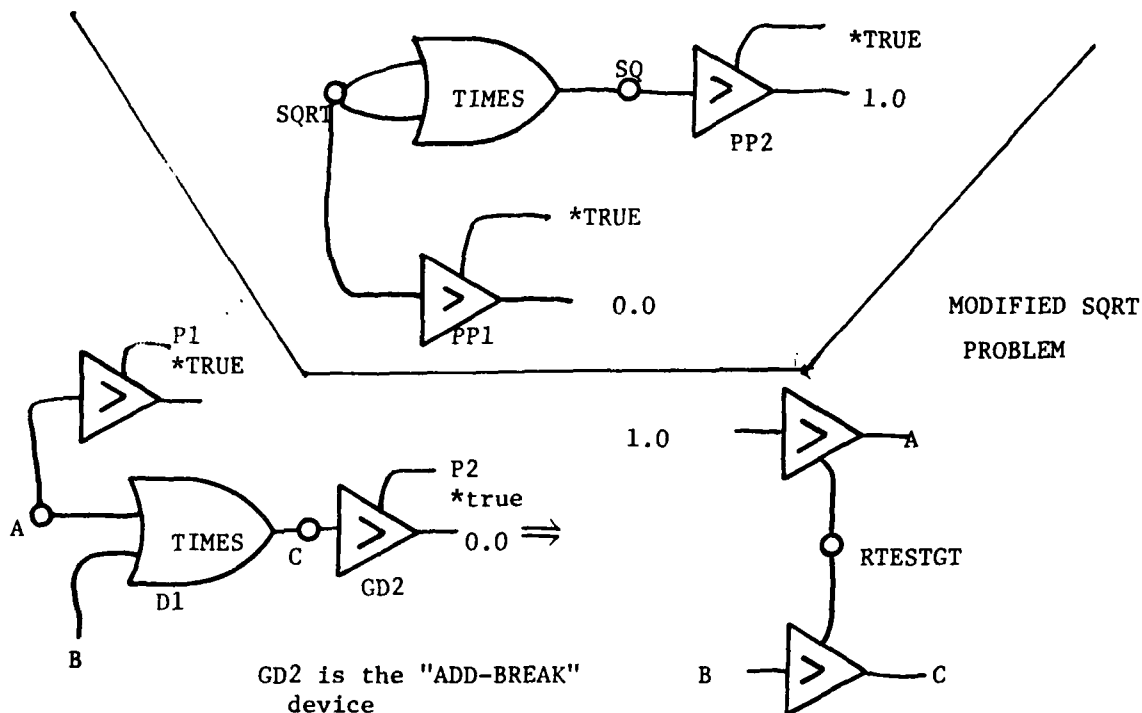 *TRUE
SQ
TIMES
>
1.0
SQRT
PP2
*TRUE
>
0.0
PP1
MODIFIED SQRT
PROBLEM
P1
*TRUE
>
1.0
>
A
P2
*true
A
TIMES
C
>
0.0 ⇒
RTESTGT
D1
GD2
B
GD2 is the "ADD-BREAK"
device
B
>
C